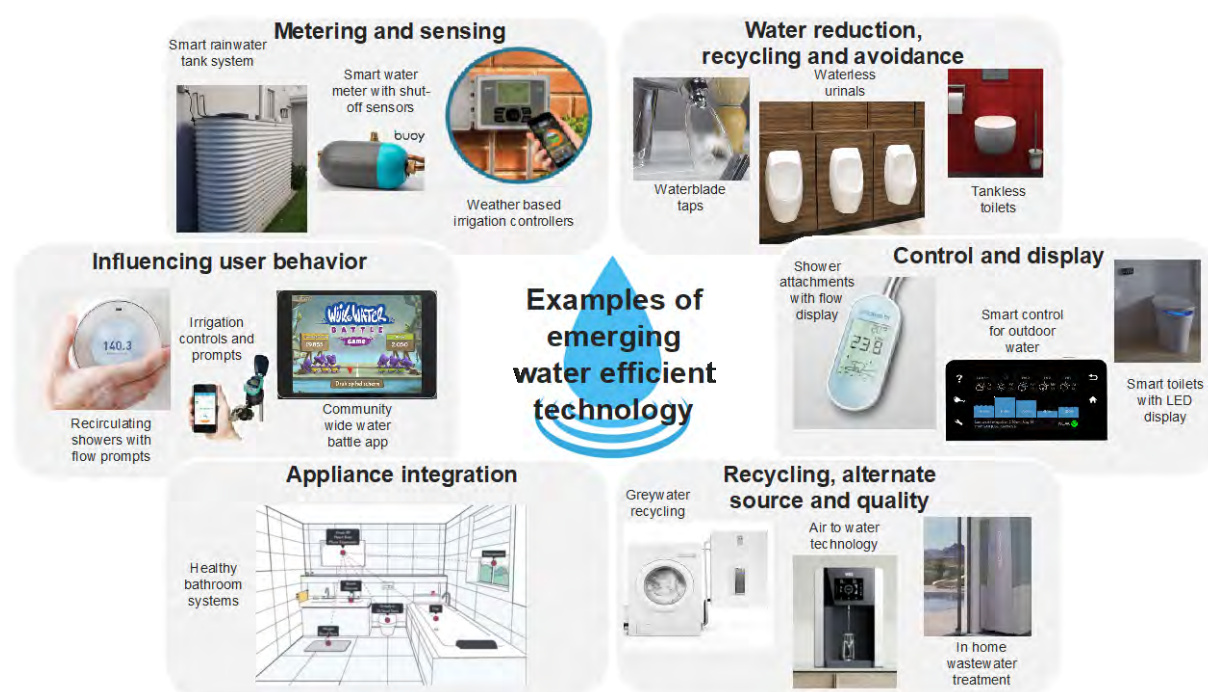 Metering and sensing
Smart rainwater
tank system
Smart water
meter with shut-
off sensors
buoy
Weather based
irrigation controllers
Water reduction,
recycling and avoidance
Waterless
urinals
Waterblade
taps
Tankless
toilets
Influencing user behavior
140.3
Irrigation
controls and
prompts
WATER
BATTLE
game
Recirculating
showers with
flow prompts
Community
wide water
battle app
Examples of
emerging
water efficient
technology
Control and display
Shower
attachments
with flow
display
23.8
Smart control
for outdoor
water
Smart toilets
with LED
display
Appliance integration
Healthy
bathroom
systems
Recycling, alternate
source and quality
Greywater
recycling
Air to water
technology
In home
wastewater
treatment